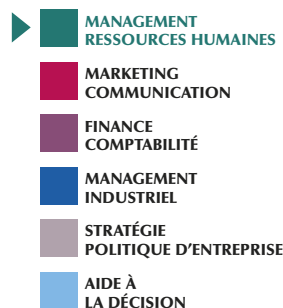 MANAGEMENT
RESSOURCES HUMAINES
MARKETING
COMMUNICATION
FINANCE
COMPTABILITÉ
MANAGEMENT
INDUSTRIEL
STRATÉGIE
POLITIQUE D'ENTREPRISE
AIDE À
LA DÉCISION